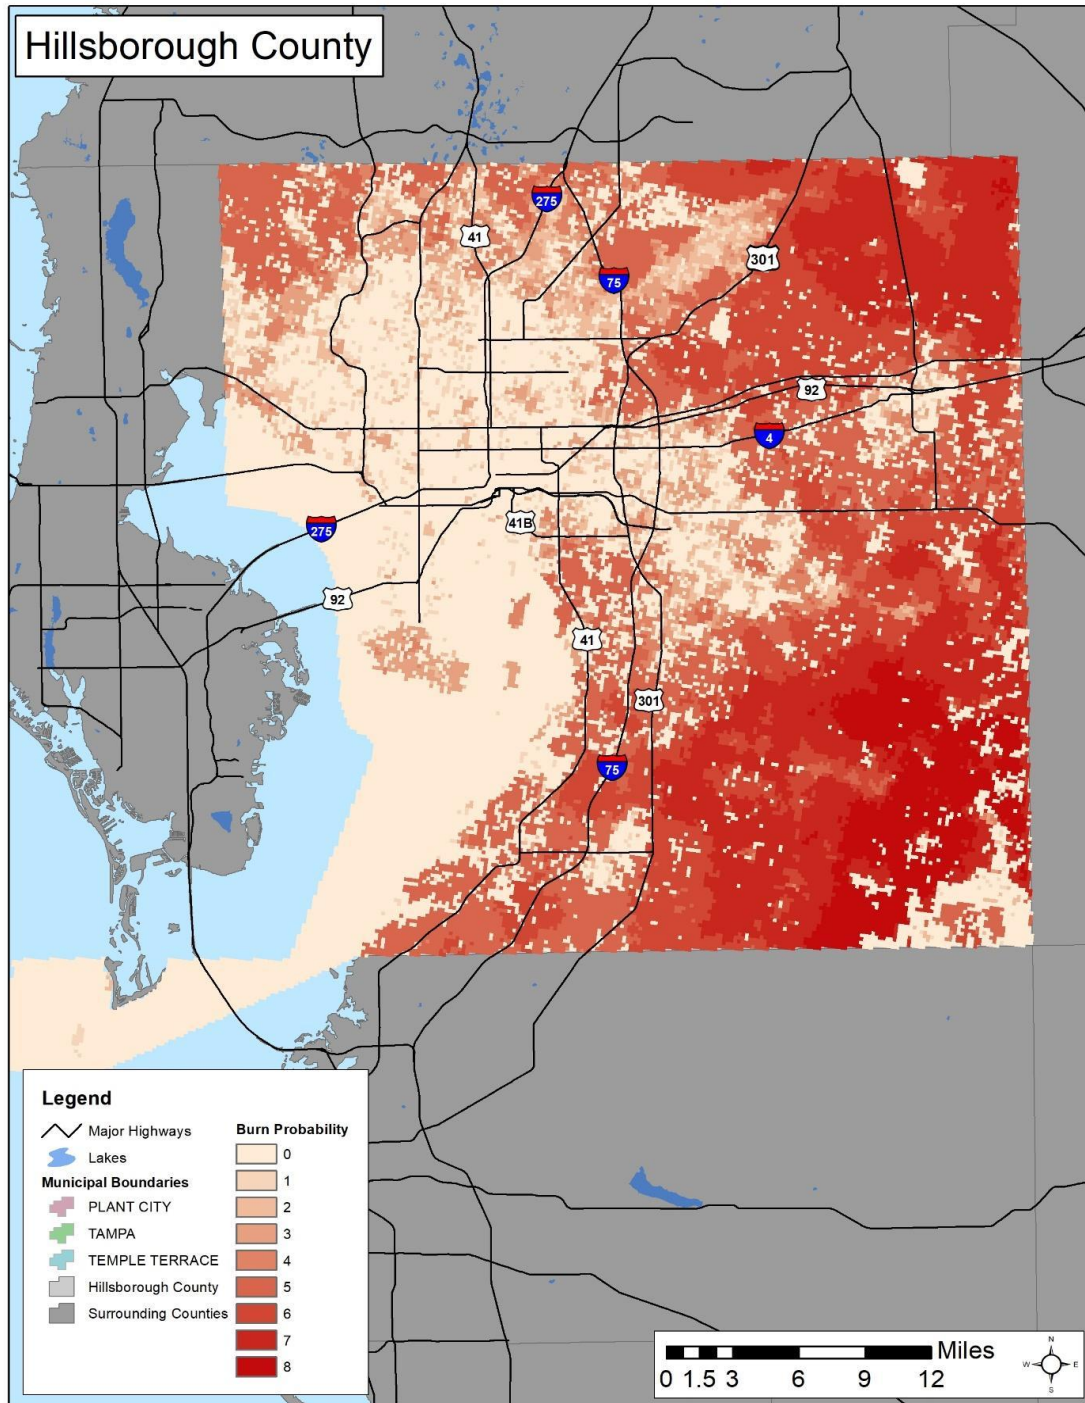 Hillsborough County
275
41
301
75
92
4
275
41B
92
41
301
75
Legend
Major Highways
Lakes
Municipal Boundaries
PLANT CITY
TAMPA
TEMPLE TERRACE
Hillsborough County
Surrounding Counties
Burn Probability
0
1
2
3
4
5
6
7
8
Miles
0 1.5 3 6 9 12
N
W E
S